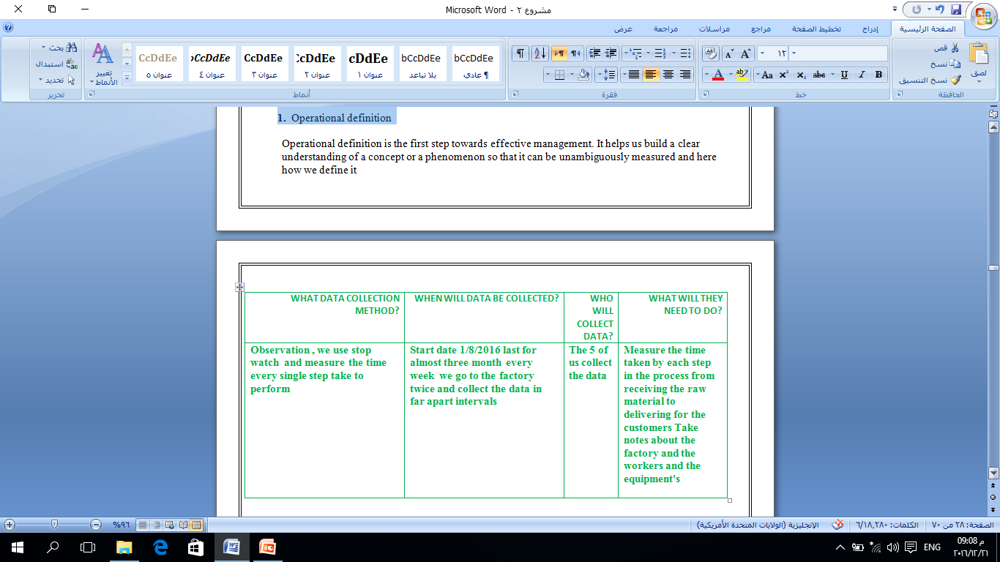 مشروع ٢ - Microsoft Word
الصفحة الرئيسية
إدراج
تخطيط الصفحة
مراجع
مراسلات
مراجعة
عرض
لصق
قص
نسخ
نسخ التنسيق
الحافظة
١٢
خط
فقرة
¶ عادي
بلا تباعد
عنوان ١
عنوان ٢
عنوان ٣
عنوان ٤
عنوان ٥
تغيير الأنماط
أنماط
بحث
استبدال
تحديد
تحرير
1. Operational definition
Operational definition is the first step towards effective management. It helps us build a clear
understanding of a concept or a phenomenon so that it can be unambiguously measured and here
how we define it
WHAT DATA COLLECTION
METHOD?
WHEN WILL DATA BE COLLECTED?
WHO
WILL
COLLECT
DATA?
WHAT WILL THEY
NEED TO DO?
Observation , we use stop
watch and measure the time
every single step take to
perform
Start date 1/8/2016 last for
almost three month every
week we go to the factory
twice and collect the data in
far apart intervals
The 5 of
us collect
the data
Measure the time
taken by each step
in the process from
receiving the raw
material to
delivering for the
customers Take
notes about the
factory and the
workers and the
equipment's
الصفحة: ٢٨ من ٧٠
الكلمات: ٦/١٨,٢٨٠
الإنجليزية (الولايات المتحدة الأمريكية)
٩٦%
ENG
09:08 م
٢٠١٦/١٢/٢١